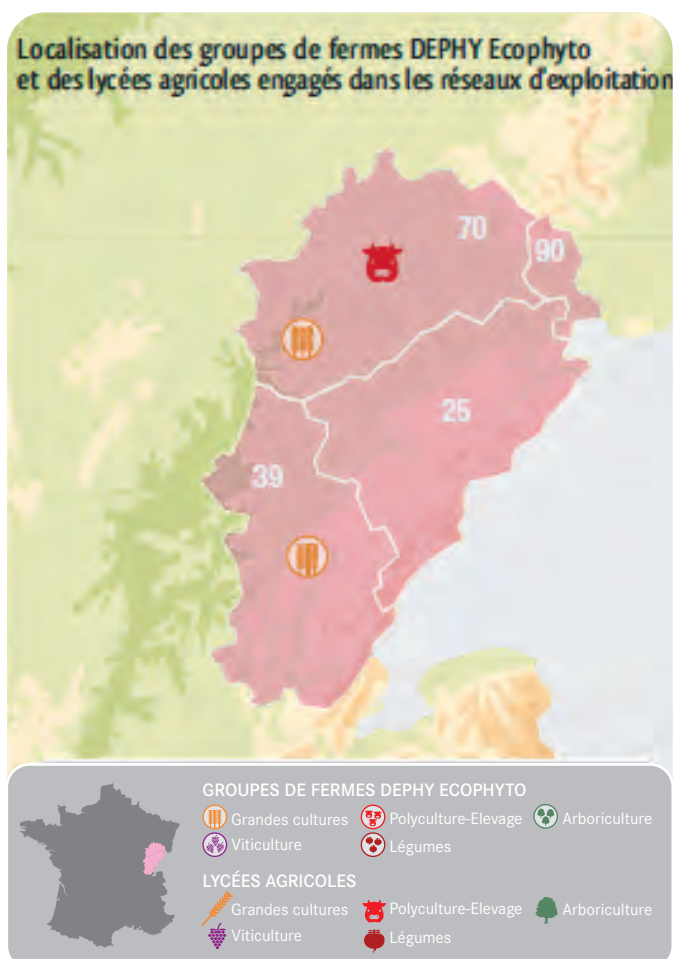 Localisation des groupes de fermes DEPHY Ecophyto
et des lycées agricoles engagés dans les réseaux d'exploitation
70
90
25
39
GROUPES DE FERMES DEPHY ECOPHYTO
Grandes cultures Polyculture-Elevage Arboriculture
Viticulture Légumes
LYCÉES AGRICOLES
Grandes cultures Polyculture-Elevage Arboriculture
Viticulture Légumes